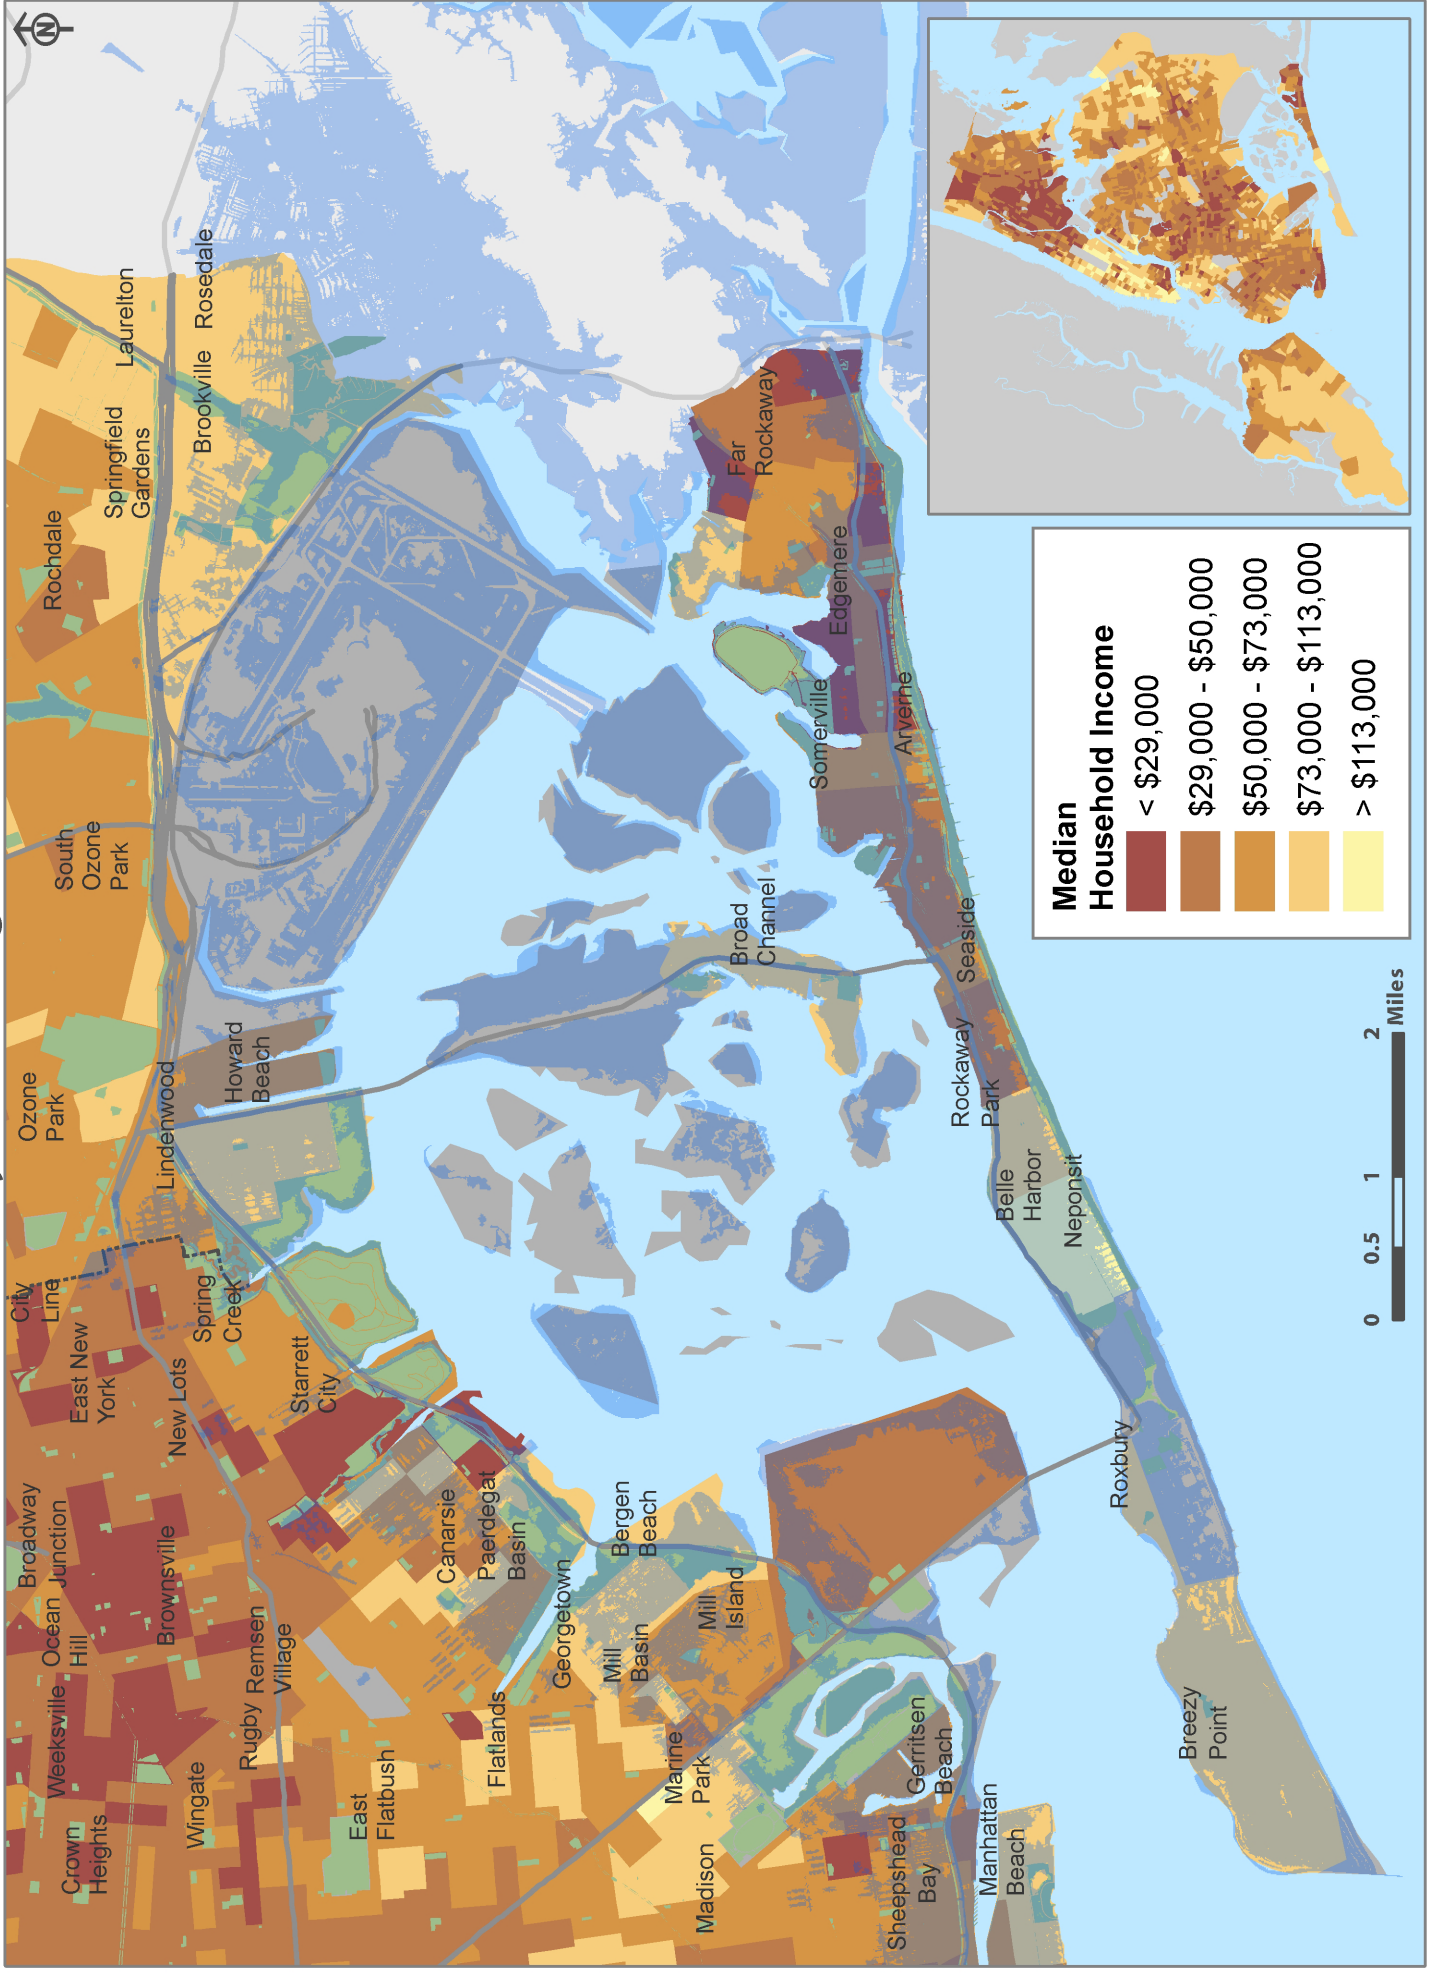 N
City
Line
East New
York
New Lots
Spring
Creek
Starrett
City
Broadway
Junction
Ocean
Hill
Brownsville
Weeksville
Crown
Heights
Wingate
Rugby
Remsen
Village
East
Flatbush
Canarsie
Paerdegat
Basin
Georgetown
Flatlands
Bergen
Beach
Mill
Island
Mill
Basin
Marine
Park
Madison
Gerritsen
Beach
Sheepshead
Bay
Manhattan
Beach
Ozone
Park
Lindenwood
Howard
Beach
South
Ozone
Park
Rochdale
Springfield
Gardens
Laurelton
Brookville
Rosedale
Broad
Channel
Far
Rockaway
Edgemere
Somerville
Arverne
Seaside
Rockaway
Park
Belle
Harbor
Neponsit
Roxbury
Breezy
Point
0 0.5 1 2
Miles
Median
Household Income
< $29,000
$29,000 - $50,000
$50,000 - $73,000
$73,000 - $113,000
> $113,000